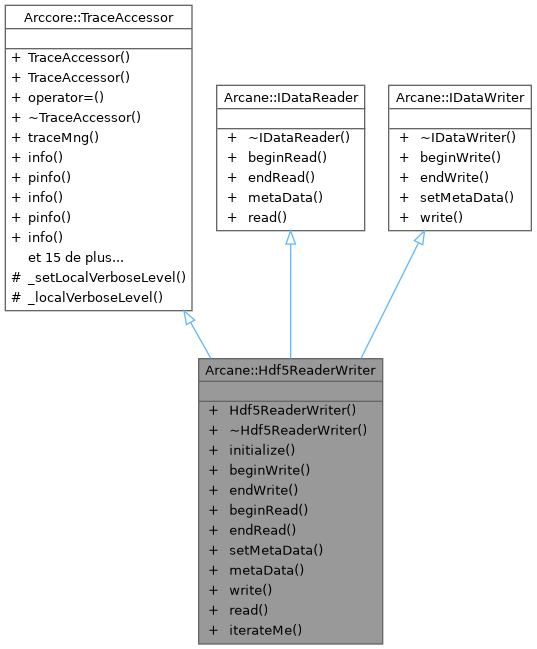 Arccore::TraceAccessor
+ TraceAccessor()
+ TraceAccessor()
+ operator=()
+ ~TraceAccessor()
+ traceMng()
+ info()
+ pinfo()
+ info()
+ pinfo()
+ info()
et 15 de plus...
# _setLocalVerboseLevel()
# _localVerboseLevel()
Arcane::IDataReader
+ ~IDataReader()
+ beginRead()
+ endRead()
+ metaData()
+ read()
Arcane::IDataWriter
+ ~IDataWriter()
+ beginWrite()
+ endWrite()
+ setMetaData()
+ write()
Arcane::Hdf5ReaderWriter
+ Hdf5ReaderWriter()
+ ~Hdf5ReaderWriter()
+ initialize()
+ beginWrite()
+ endWrite()
+ beginRead()
+ endRead()
+ setMetaData()
+ metaData()
+ write()
+ read()
+ iterateMe()